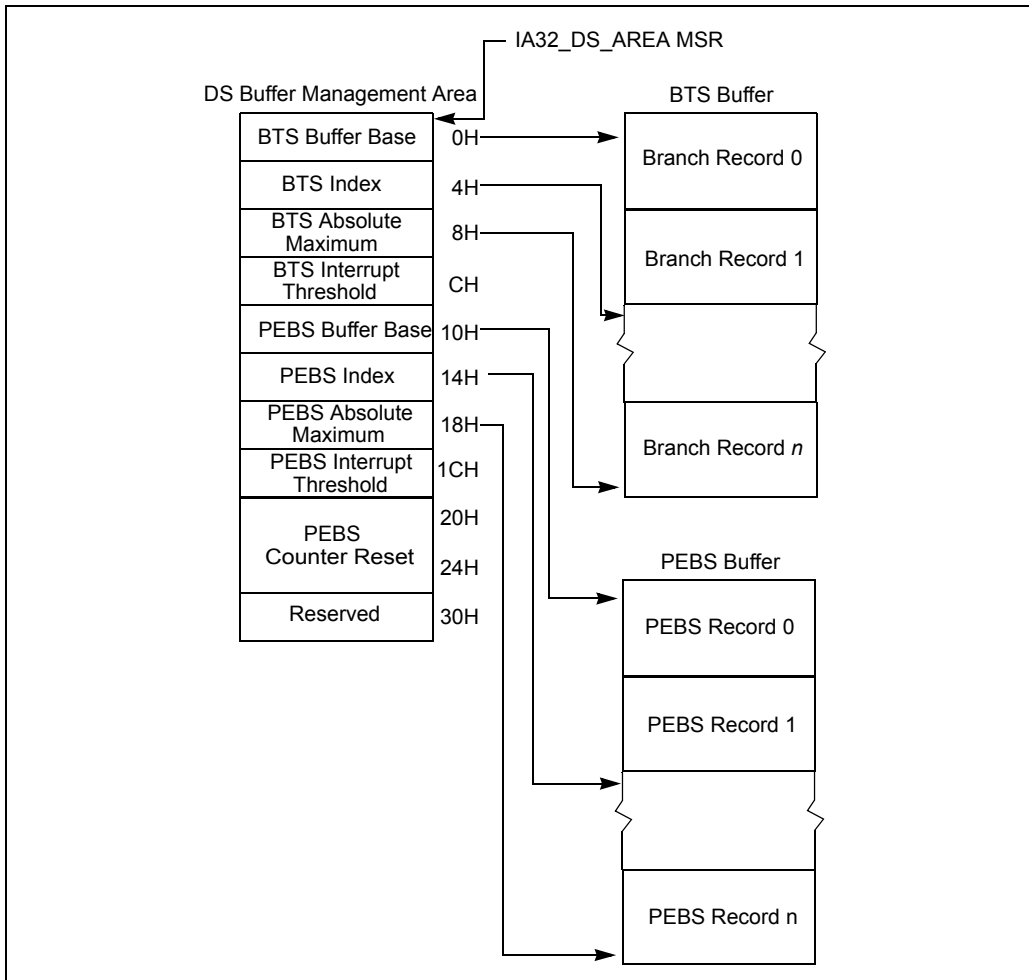 IA32_DS_AREA MSR
DS Buffer Management Area
BTS Buffer Base 0H
BTS Index 4H
BTS Absolute
Maximum 8H
BTS Interrupt
Threshold CH
PEBS Buffer Base 10H
PEBS Index 14H
PEBS Absolute
Maximum 18H
PEBS Interrupt
Threshold 1CH
20H
PEBS
Counter Reset
24H
Reserved 30H
BTS Buffer
Branch Record 0
Branch Record 1
Branch Record n
PEBS Buffer
PEBS Record 0
PEBS Record 1
PEBS Record n